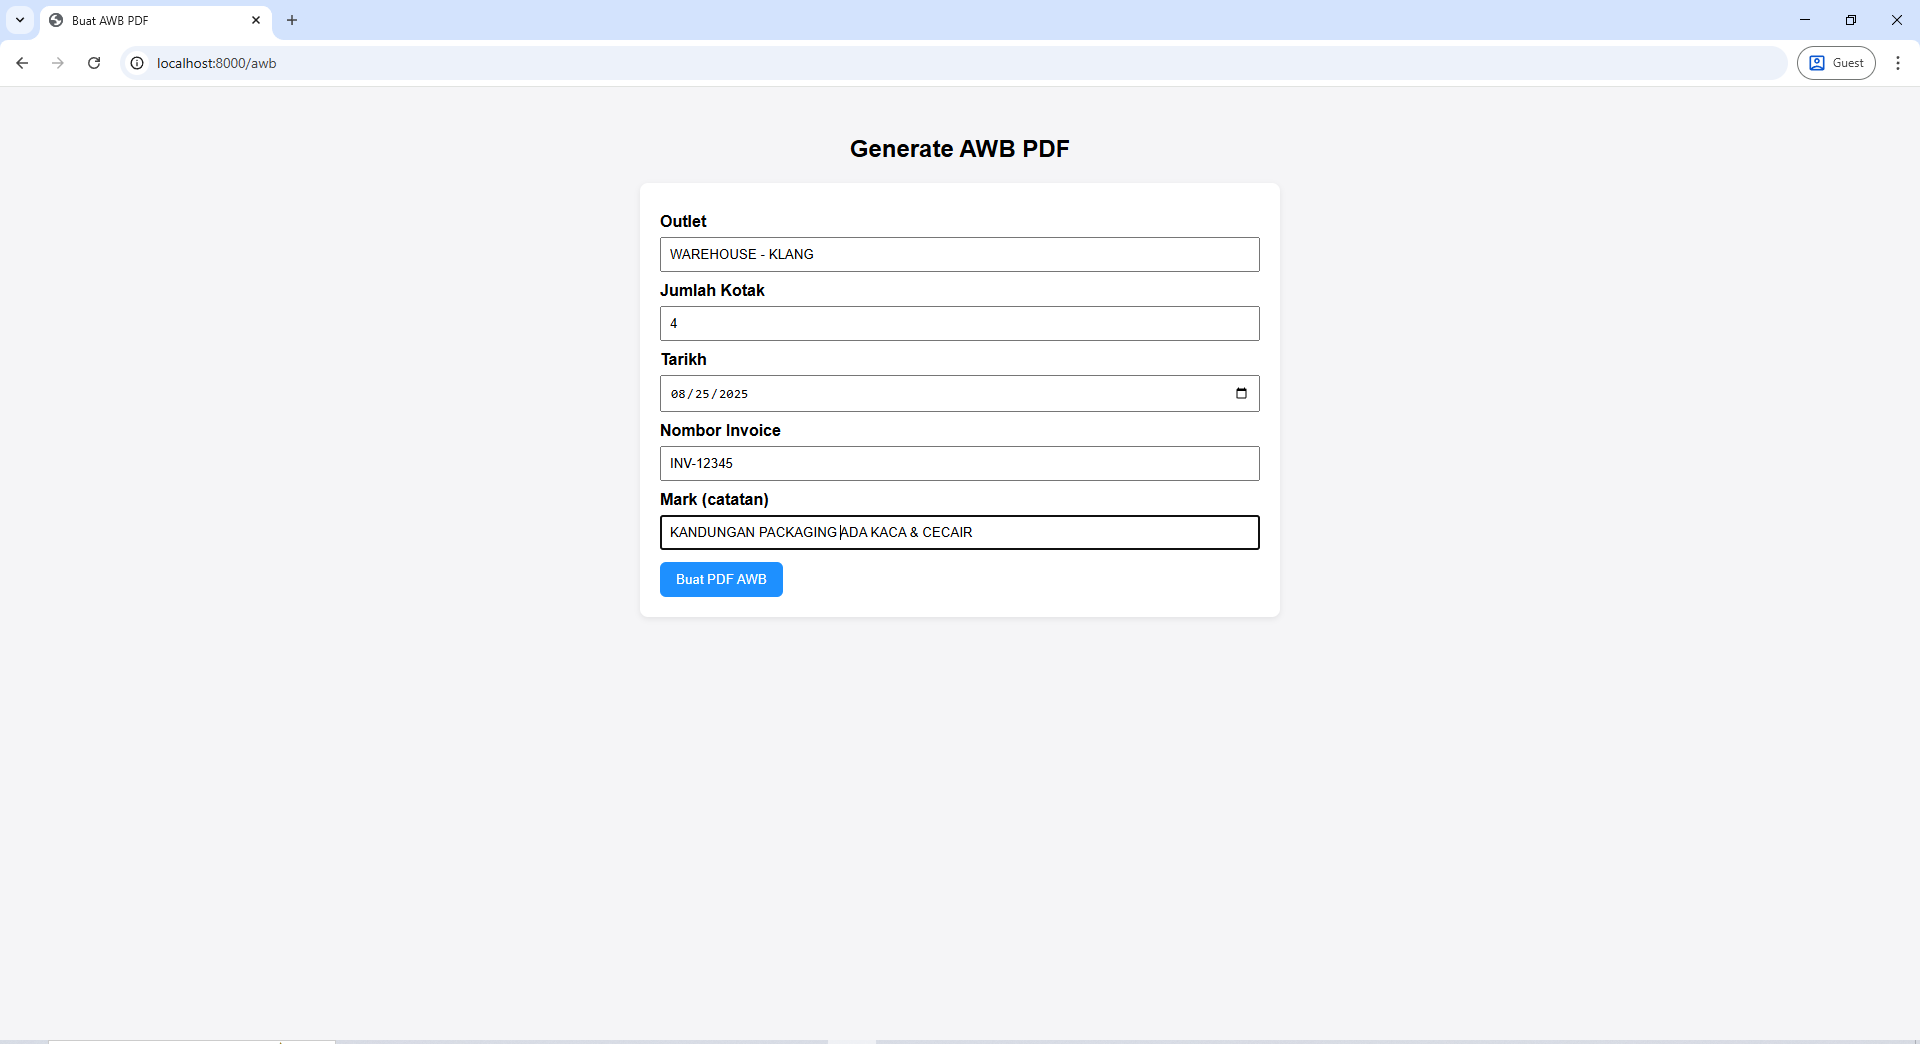 Buat AWB PDF
localhost:8000/awb
Guest
Generate AWB PDF
Outlet
WAREHOUSE - KLANG
Jumlah Kotak
4
Tarikh
08/25/2025
Nombor Invoice
INV-12345
Mark (catatan)
KANDUNGAN PACKAGING ADA KACA & CECAIR
Buat PDF AWB